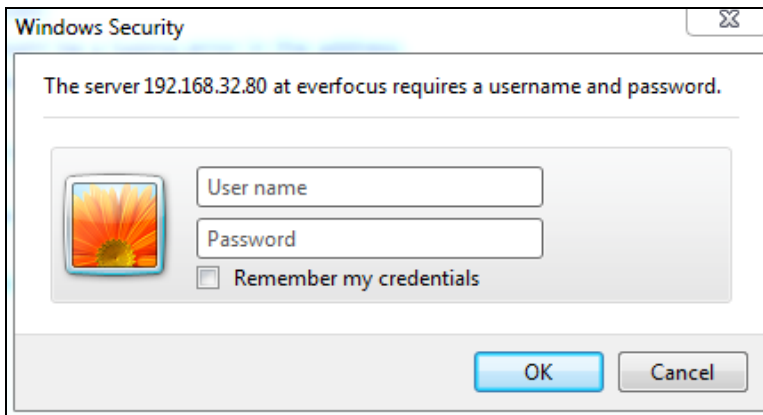 Windows Security
The server 192.168.32.80 at everfocus requires a username and password.
User name
Password
Remember my credentials
OK
Cancel